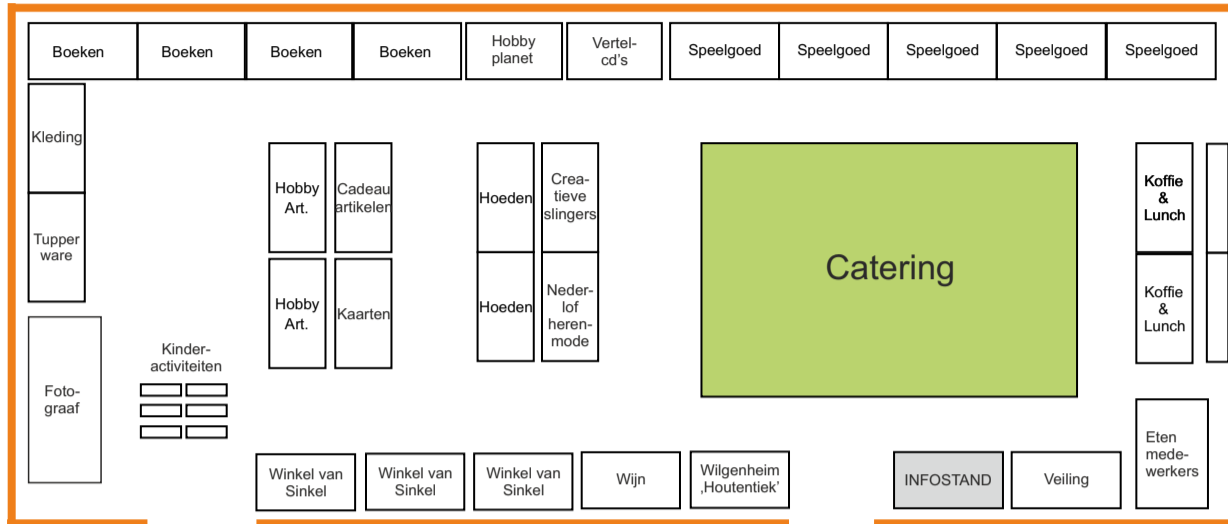 Boeken
Boeken
Boeken
Boeken
Hobby
planet
Vertel-
cd's
Speelgoed
Speelgoed
Speelgoed
Speelgoed
Speelgoed
Kleding
Tupper
ware
Foto-
graaf
Kinder-
activiteiten
Hobby
Art.
Cadeau
artikelen
Hobby
Art.
Kaarten
Hoeden
Crea-
tieve
slingers
Hoeden
Neder-
lof
heren-
mode
Catering
Koffie
&
Lunch
Koffie
&
Lunch
Eten
mede-
werkers
Winkel van
Sinkel
Winkel van
Sinkel
Winkel van
Sinkel
Wijn
Wilgenheim
‚Houtentiek'
INFOSTAND
Veiling